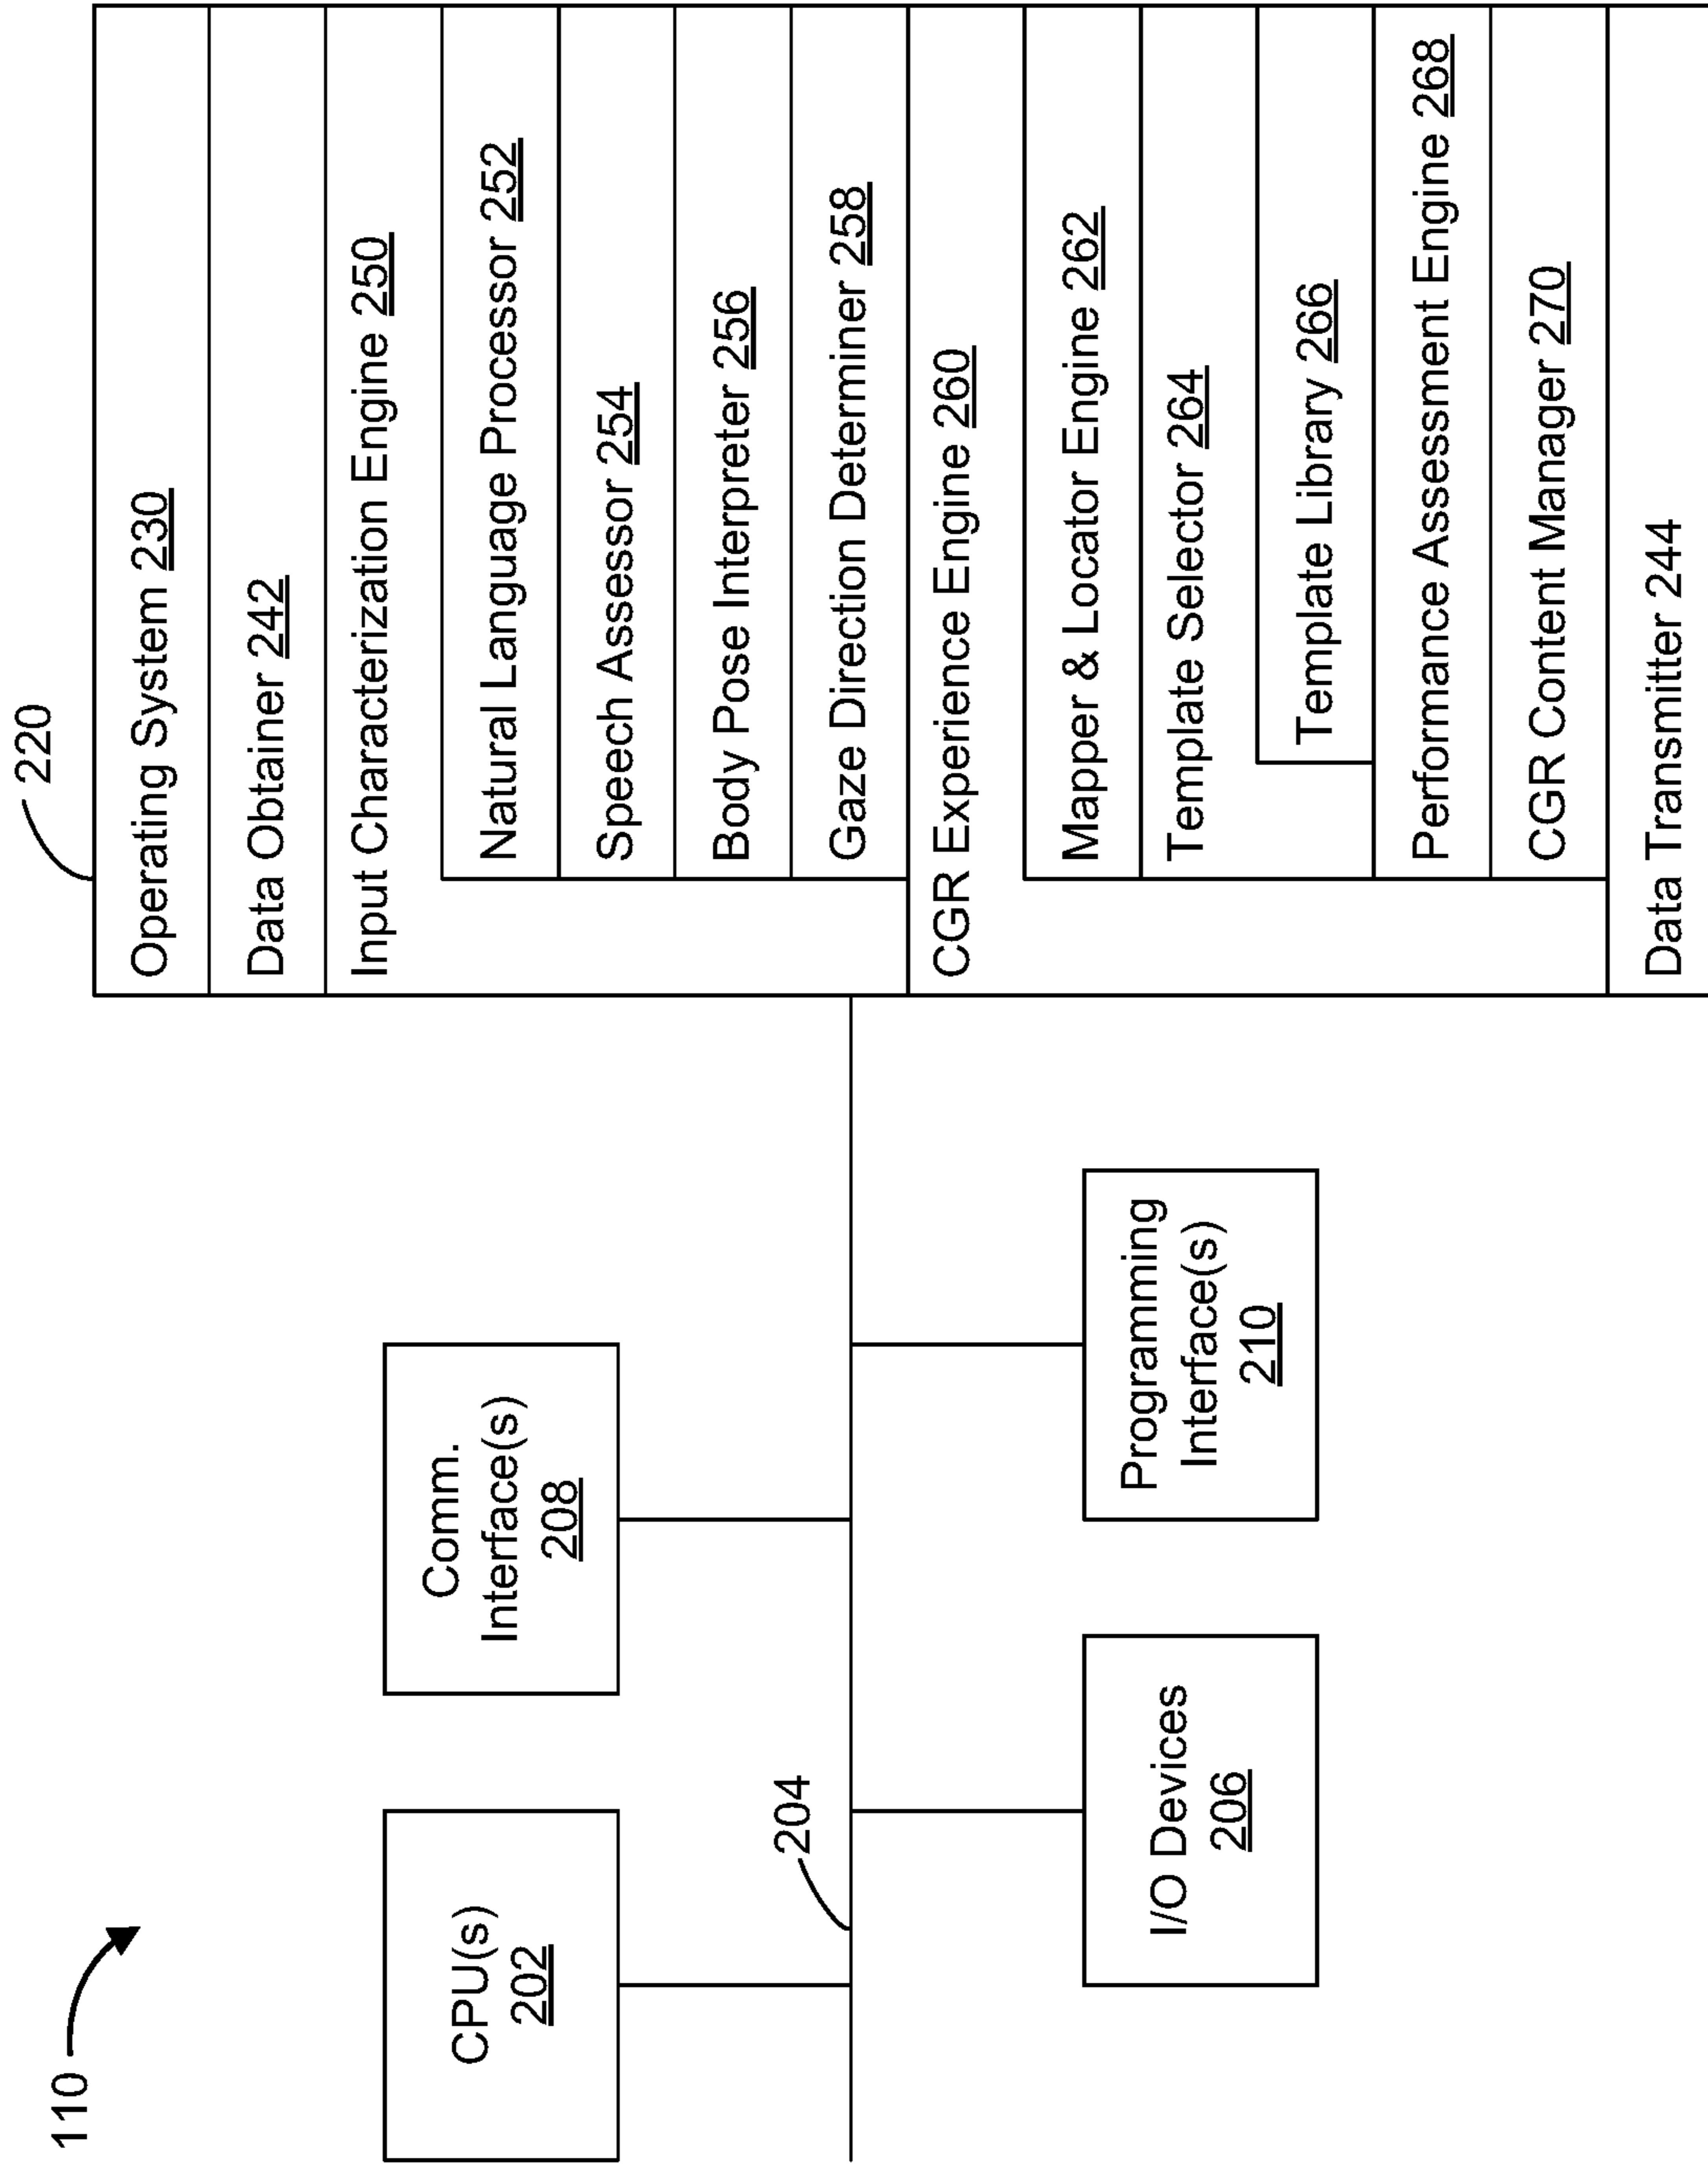 110
CPU(s)
202
Comm.
Interface(s)
208
204
I/O Devices
206
Programming
Interface(s)
210
220
Operating System 230
Data Obtainer 242
Input Characterization Engine 250
Natural Language Processor 252
Speech Assessor 254
Body Pose Interpreter 256
Gaze Direction Determiner 258
CGR Experience Engine 260
Mapper & Locator Engine 262
Template Selector 264
Template Library 266
Performance Assessment Engine 268
CGR Content Manager 270
Data Transmitter 244